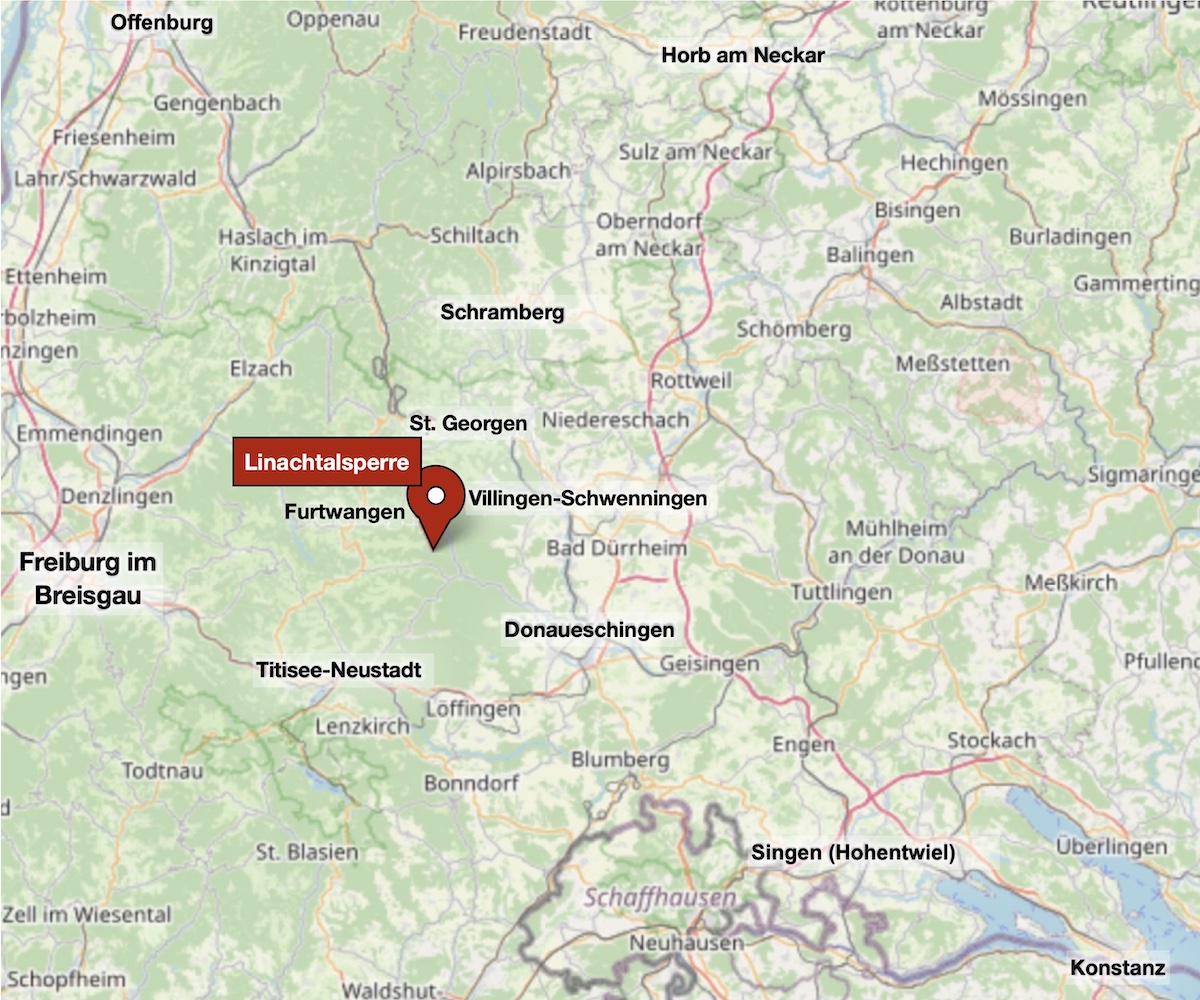 Offenburg
Oppenau
Freudenstadt
Rottenburg
am Neckar
Horb am Neckar
Gengenbach
Mössingen
Friesenheim
Sulz am Neckar
Hechingen
Lahr/Schwarzwald
Alpirsbach
Bisingen
Oberndorf
am Neckar
Haslach im
Kinzigtal
Schiltach
Burladingen
Balingen
Ettenheim
Gammerting
Albstadt
Schramberg
rbolzheim
Schömberg
nzingen
Elzach
Meßstetten
Rottweil
St. Georgen
Niedereschach
Emmendingen
Linachtalsperre
Sigmaringe
Denzlingen
Villingen-Schwenningen
Furtwangen
Mühlheim
an der Donau
Bad Dürrheim
Freiburg im
Breisgau
Meßkirch
Tuttlingen
Donaueschingen
Geisingen
Pfullend
Titisee-Neustadt
ngen
Löffingen
Lenzkirch
Engen
Stockach
Blumberg
Todtnau
Bonndorf
d
St. Blasien
Singen (Hohentwiel)
Überlingen
Schaffhausen
Zell im Wiesental
Neuhausen
Konstanz
Schopfheim
Waldshut-